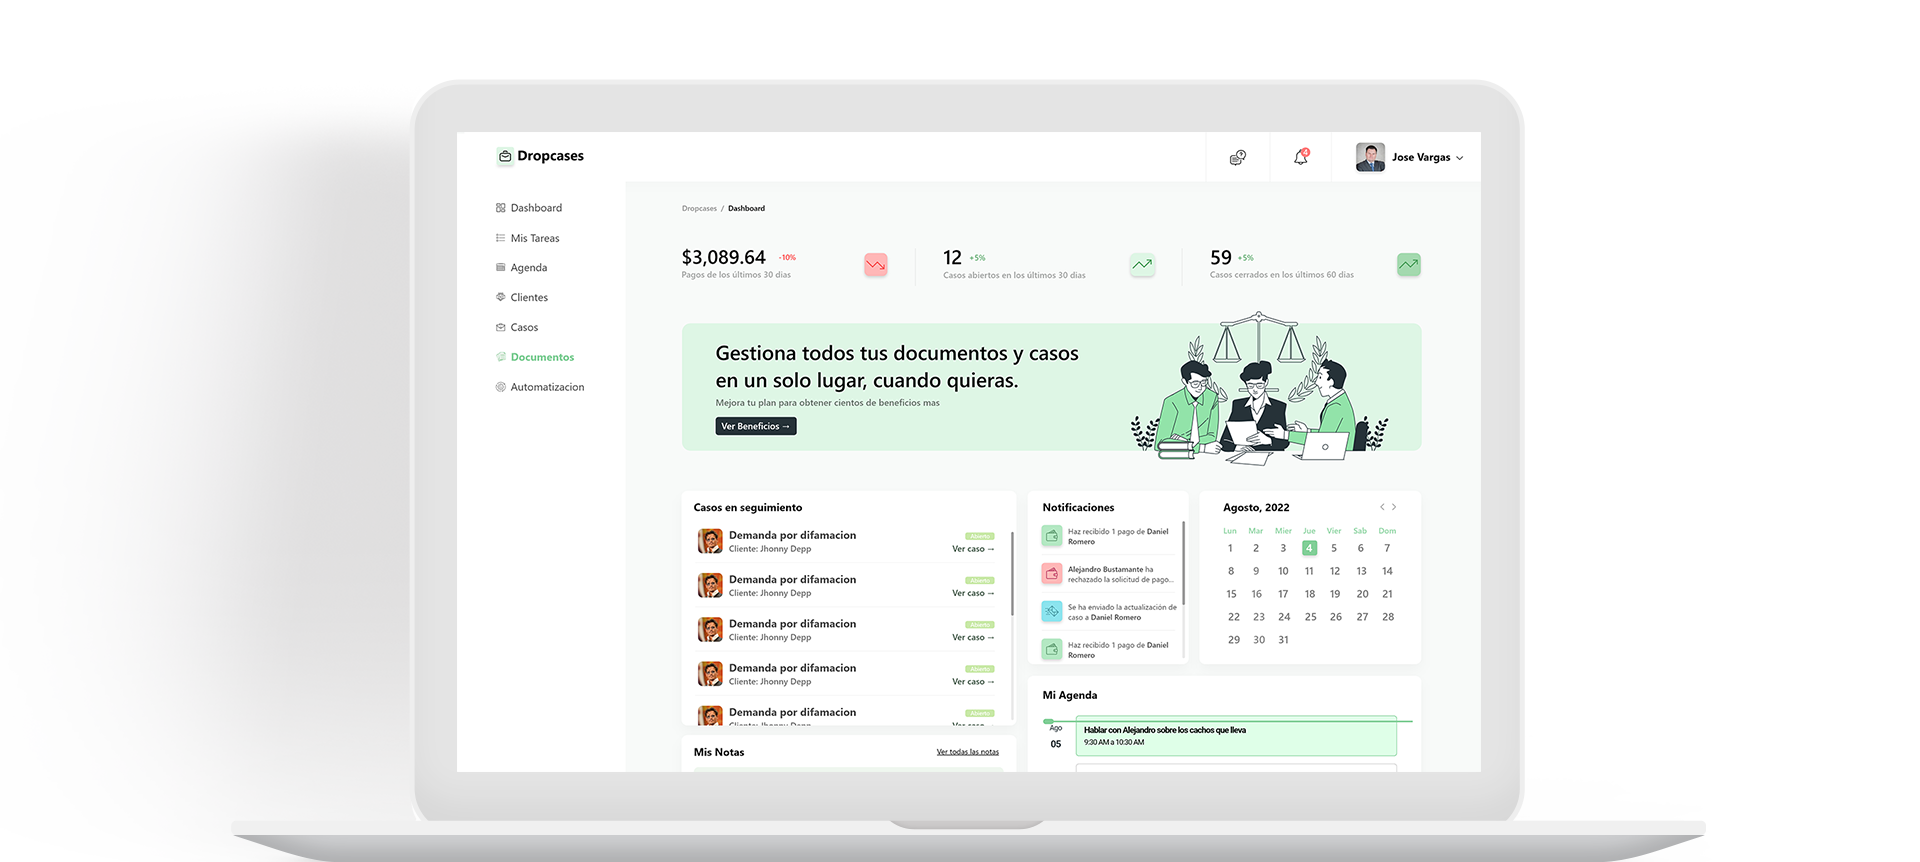 Dropcases
4
Jose Vargas
Dashboard
Mis Tareas
Agenda
Clientes
Casos
Documentos
Automatizacion
Dropcases / Dashboard
$3,089.64 -10%
Pagos de los últimos 30 dias
12 +5%
Casos abiertos en los últimos 30 dias
59 +5%
Casos cerrados en los últimos 60 dias
Gestiona todos tus documentos y casos
en un solo lugar, cuando quieras.
Mejora tu plan para obtener cientos de beneficios mas
Ver Beneficios →
Casos en seguimiento
Demanda por difamacion
Abierto
Cliente: Jhonny Depp
Ver caso →
Demanda por difamacion
Abierto
Cliente: Jhonny Depp
Ver caso →
Demanda por difamacion
Abierto
Cliente: Jhonny Depp
Ver caso →
Demanda por difamacion
Abierto
Cliente: Jhonny Depp
Ver caso →
Demanda por difamacion
Abierto
Cliente: Jhonny Depp
Ver caso →
Mis Notas
Ver todas las notas
Notificaciones
Haz recibido 1 pago de Daniel
Romero
Alejandro Bustamante ha
rechazado la solicitud de pago...
Se ha enviado la actualización de
caso a Daniel Romero
Haz recibido 1 pago de Daniel
Romero
Agosto, 2022
Lun Mar Mier Jue Vier Sab Dom
1 2 3 4 5 6 7
8 9 10 11 12 13 14
15 16 17 18 19 20 21
22 23 24 25 26 27 28
29 30 31
Mi Agenda
Ago
05
Hablar con Alejandro sobre los cachos que lleva
9:30 AM a 10:30 AM